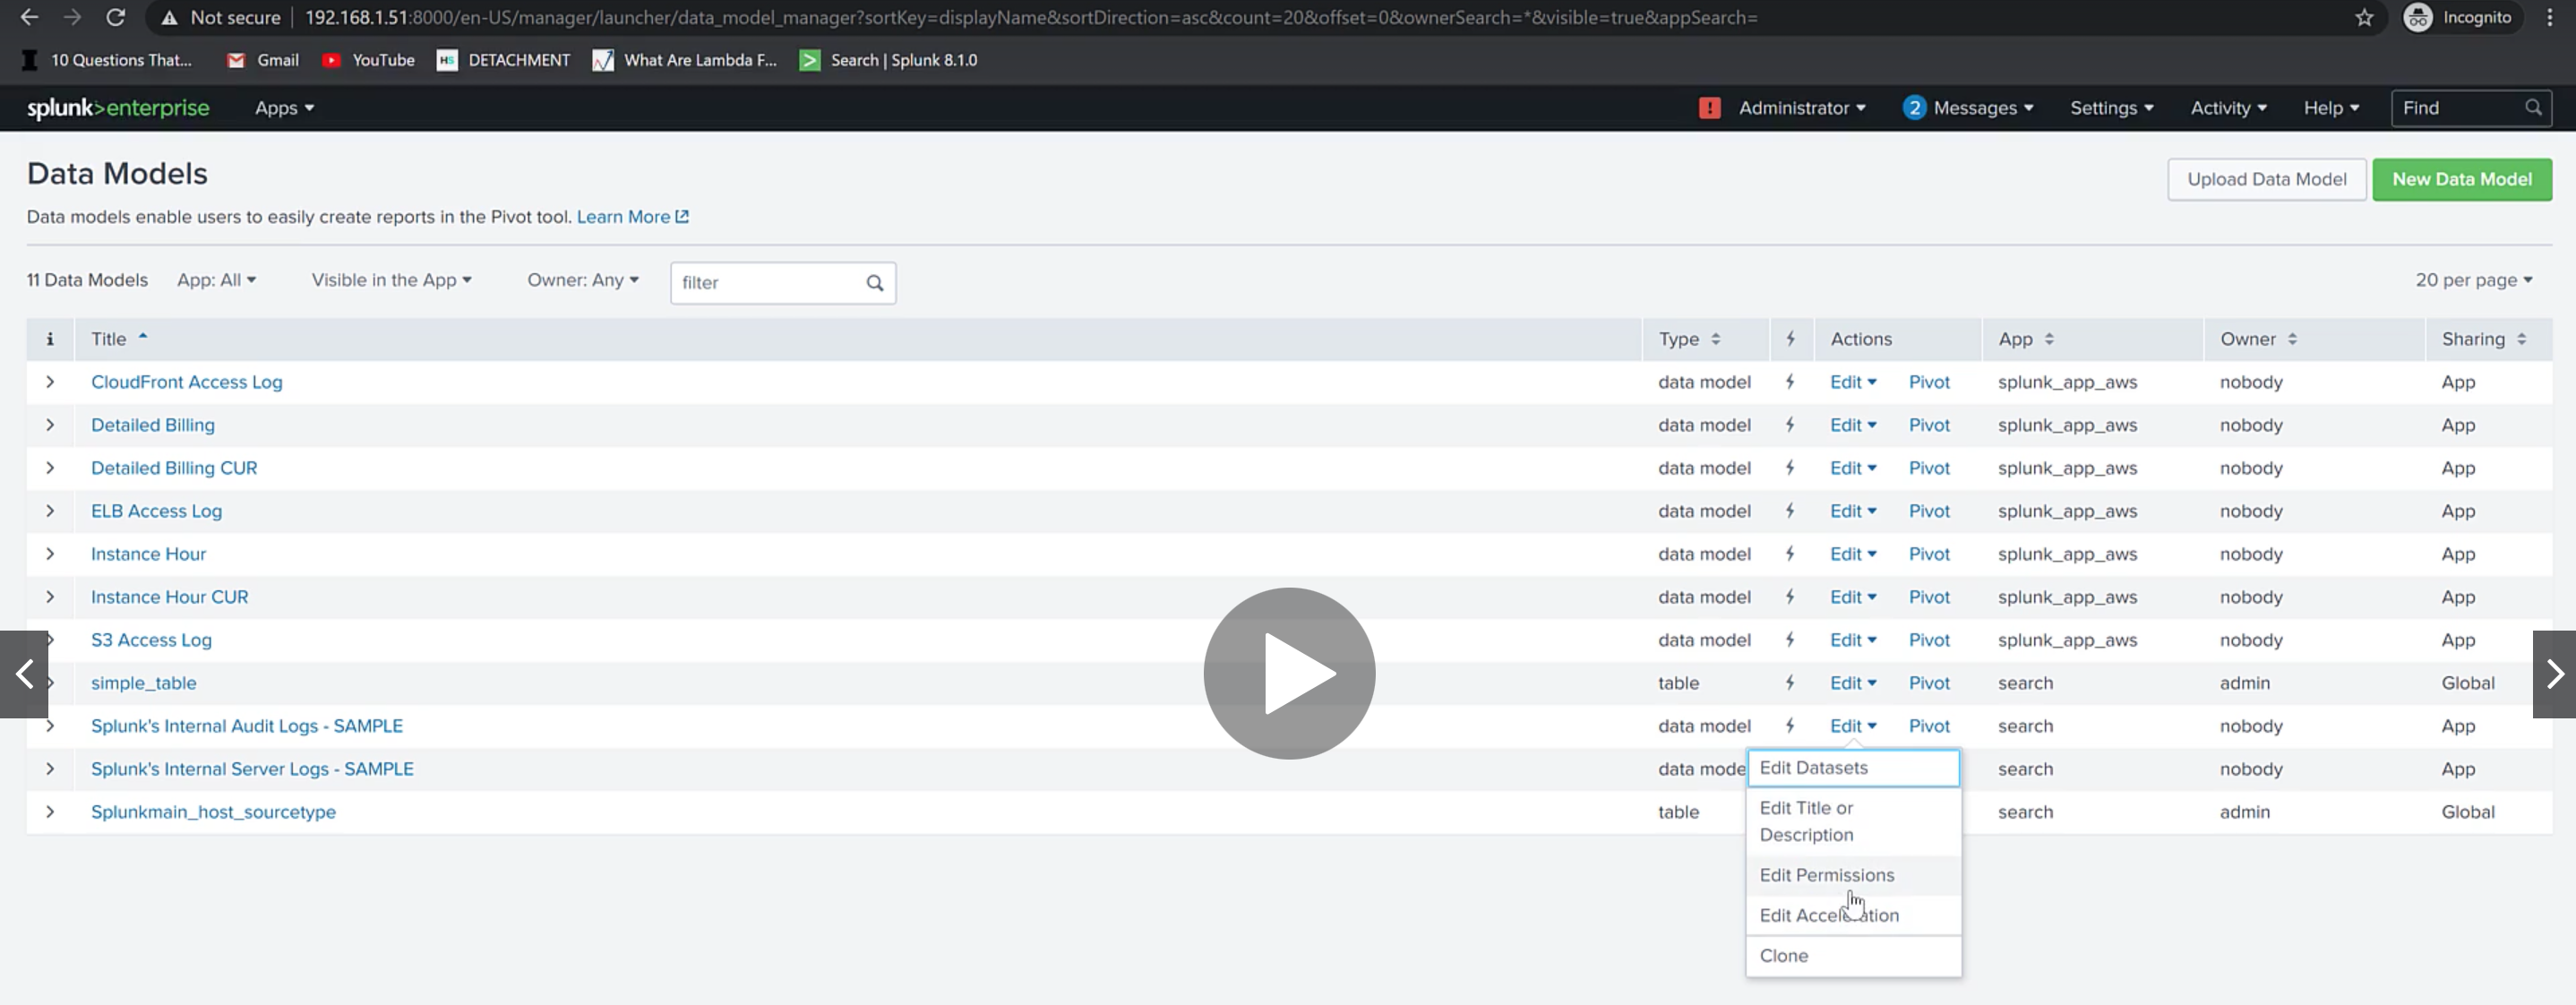 Not secure | 192.168.1.51:8000/en-US/manager/launcher/data_model_manager?sortKey=displayName&sortDirection=asc&count=20&offset=0&ownerSearch=*&visible=true&appSearch= Incognito
10 Questions That... Gmail YouTube HS DETACHMENT What Are Lambda F... Search | Splunk 8.1.0
splunk>enterprise Apps ! Administrator 2 Messages Settings Activity Help Find
Data Models Upload Data Model New Data Model
Data models enable users to easily create reports in the Pivot tool. Learn More
11 Data Models App: All Visible in the App Owner: Any filter 20 per page
i Title Type Actions App Owner Sharing
CloudFront Access Log data model Edit Pivot splunk_app_aws nobody App
Detailed Billing data model Edit Pivot splunk_app_aws nobody App
Detailed Billing CUR data model Edit Pivot splunk_app_aws nobody App
ELB Access Log data model Edit Pivot splunk_app_aws nobody App
Instance Hour data model Edit Pivot splunk_app_aws nobody App
Instance Hour CUR data model Edit Pivot splunk_app_aws nobody App
S3 Access Log data model Edit Pivot splunk_app_aws nobody App
simple_table table Edit Pivot search admin Global
Splunk's Internal Audit Logs - SAMPLE data model Edit Pivot search nobody App
Splunk's Internal Server Logs - SAMPLE data mode search nobody App
Splunkmain_host_sourcetype table search admin Global
Edit Datasets
Edit Title or
Description
Edit Permissions
Edit Acceleration
Clone